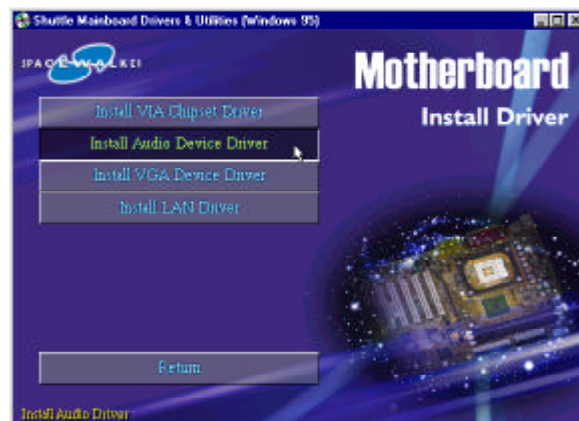 Shuttle Mainboard Drivers & Utilities (Windows 95)
SPACEWALKER
Motherboard
Install Driver
Install VIA Chipset Driver
Install Audio Device Driver
Install VGA Device Driver
Install LAN Driver
Return
Install Audio Driver